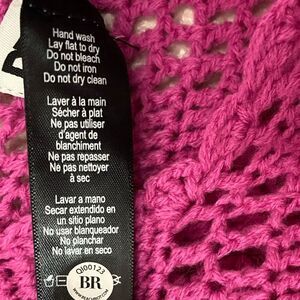 Hand wash
Lay flat to dry
Do not bleach
Do not iron
Do not dry clean
Laver à la main
Sécher à plat
Ne pas utiliser
d'agent de
blanchiment
Ne pas repasser
Ne pas nettoyer
à sec
Lavar a mano
Secar extendido en
un sitio plano
No usar blanqueador
No planchar
No lavar en seco
QI00123
BR